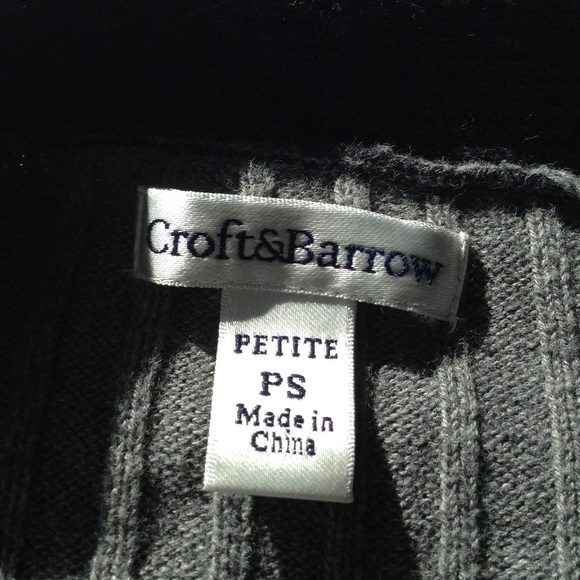 Croft&Barrow
PETITE
PS
Made in
China